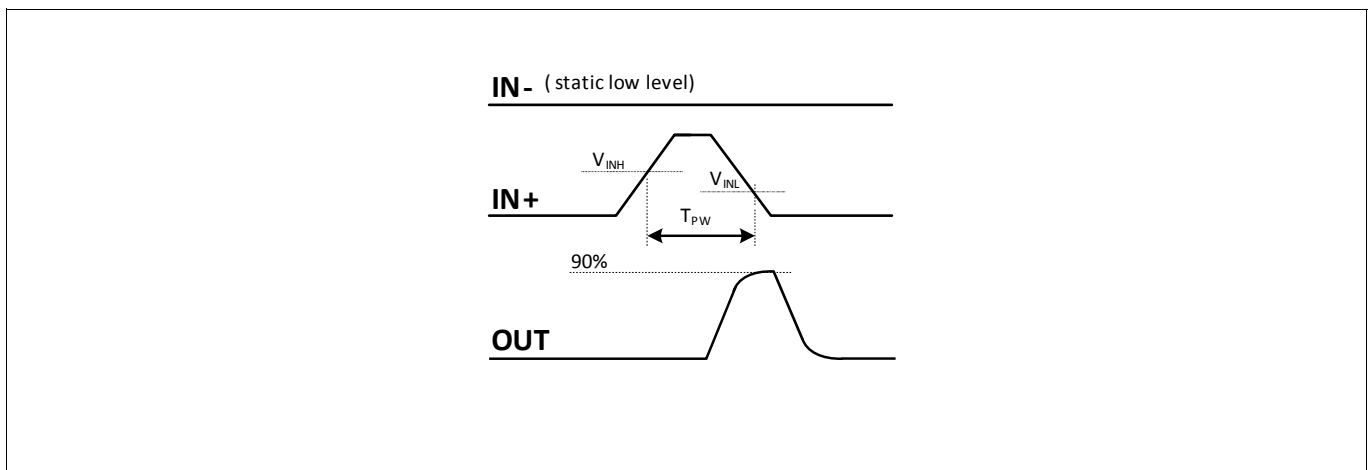 IN- ( static low level)
V_INH
V_INL
IN+
T_PW
90%
OUT